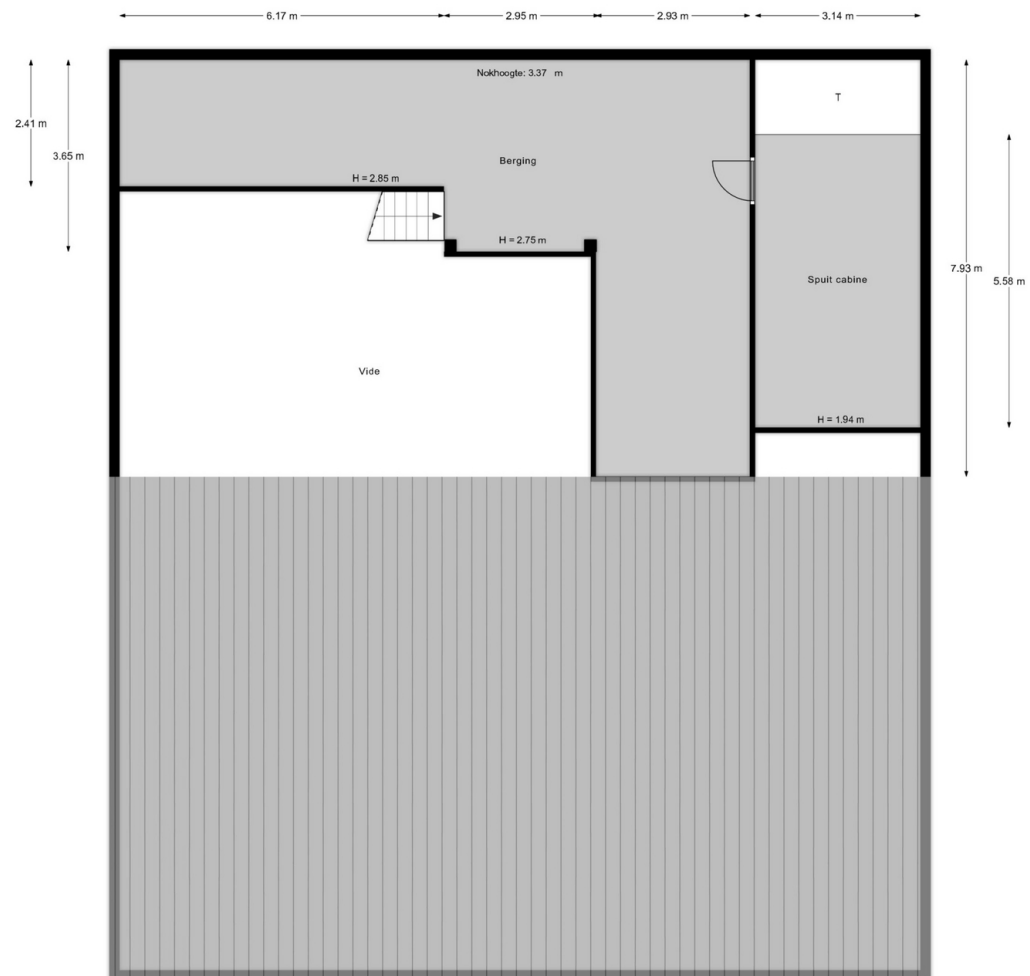 6.17 m
2.95 m
2.93 m
3.14 m
Nokhoogte: 3.37 m
2.41 m
3.65 m
T
Berging
H = 2.85 m
H = 2.75 m
7.93 m
5.58 m
Spuit cabine
Vide
H = 1.94 m